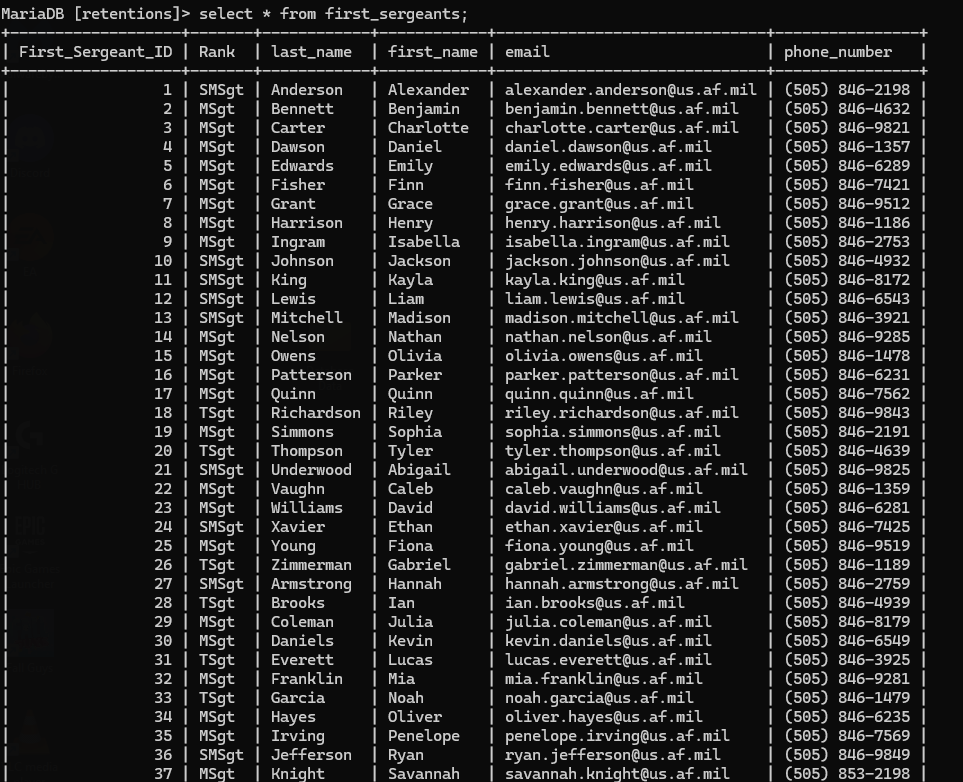 MariaDB [retentions]> select * from first_sergeants;
+------------------+-------+------------+------------+------------------------------+----------------+
| First_Sergeant_ID | Rank | last_name | first_name | email | phone_number |
+------------------+-------+------------+------------+------------------------------+----------------+
| 1 | SMSgt | Anderson | Alexander | alexander.anderson@us.af.mil | (505) 846-2198 |
| 2 | MSgt | Bennett | Benjamin | benjamin.bennett@us.af.mil | (505) 846-4632 |
| 3 | MSgt | Carter | Charlotte | charlotte.carter@us.af.mil | (505) 846-9821 |
| 4 | MSgt | Dawson | Daniel | daniel.dawson@us.af.mil | (505) 846-1357 |
| 5 | MSgt | Edwards | Emily | emily.edwards@us.af.mil | (505) 846-6289 |
| 6 | MSgt | Fisher | Finn | finn.fisher@us.af.mil | (505) 846-7421 |
| 7 | MSgt | Grant | Grace | grace.grant@us.af.mil | (505) 846-9512 |
| 8 | MSgt | Harrison | Henry | henry.harrison@us.af.mil | (505) 846-1186 |
| 9 | MSgt | Ingram | Isabella | isabella.ingram@us.af.mil | (505) 846-2753 |
| 10 | SMSgt | Johnson | Jackson | jackson.johnson@us.af.mil | (505) 846-4932 |
| 11 | SMSgt | King | Kayla | kayla.king@us.af.mil | (505) 846-8172 |
| 12 | SMSgt | Lewis | Liam | liam.lewis@us.af.mil | (505) 846-6543 |
| 13 | SMSgt | Mitchell | Madison | madison.mitchell@us.af.mil | (505) 846-3921 |
| 14 | MSgt | Nelson | Nathan | nathan.nelson@us.af.mil | (505) 846-9285 |
| 15 | MSgt | Owens | Olivia | olivia.owens@us.af.mil | (505) 846-1478 |
| 16 | MSgt | Patterson | Parker | parker.patterson@us.af.mil | (505) 846-6231 |
| 17 | MSgt | Quinn | Quinn | quinn.quinn@us.af.mil | (505) 846-7562 |
| 18 | TSgt | Richardson | Riley | riley.richardson@us.af.mil | (505) 846-9843 |
| 19 | MSgt | Simmons | Sophia | sophia.simmons@us.af.mil | (505) 846-2191 |
| 20 | TSgt | Thompson | Tyler | tyler.thompson@us.af.mil | (505) 846-4639 |
| 21 | SMSgt | Underwood | Abigail | abigail.underwood@us.af.mil | (505) 846-9825 |
| 22 | MSgt | Vaughn | Caleb | caleb.vaughn@us.af.mil | (505) 846-1359 |
| 23 | MSgt | Williams | David | david.williams@us.af.mil | (505) 846-6281 |
| 24 | SMSgt | Xavier | Ethan | ethan.xavier@us.af.mil | (505) 846-7425 |
| 25 | MSgt | Young | Fiona | fiona.young@us.af.mil | (505) 846-9519 |
| 26 | TSgt | Zimmerman | Gabriel | gabriel.zimmerman@us.af.mil | (505) 846-1189 |
| 27 | SMSgt | Armstrong | Hannah | hannah.armstrong@us.af.mil | (505) 846-2759 |
| 28 | TSgt | Brooks | Ian | ian.brooks@us.af.mil | (505) 846-4939 |
| 29 | MSgt | Coleman | Julia | julia.coleman@us.af.mil | (505) 846-8179 |
| 30 | MSgt | Daniels | Kevin | kevin.daniels@us.af.mil | (505) 846-6549 |
| 31 | TSgt | Everett | Lucas | lucas.everett@us.af.mil | (505) 846-3925 |
| 32 | MSgt | Franklin | Mia | mia.franklin@us.af.mil | (505) 846-9281 |
| 33 | TSgt | Garcia | Noah | noah.garcia@us.af.mil | (505) 846-1479 |
| 34 | MSgt | Hayes | Oliver | oliver.hayes@us.af.mil | (505) 846-6235 |
| 35 | MSgt | Irving | Penelope | penelope.irving@us.af.mil | (505) 846-7569 |
| 36 | SMSgt | Jefferson | Ryan | ryan.jefferson@us.af.mil | (505) 846-9849 |
| 37 | MSgt | Knight | Savannah | savannah.knight@us.af.mil | (505) 853-2198 |